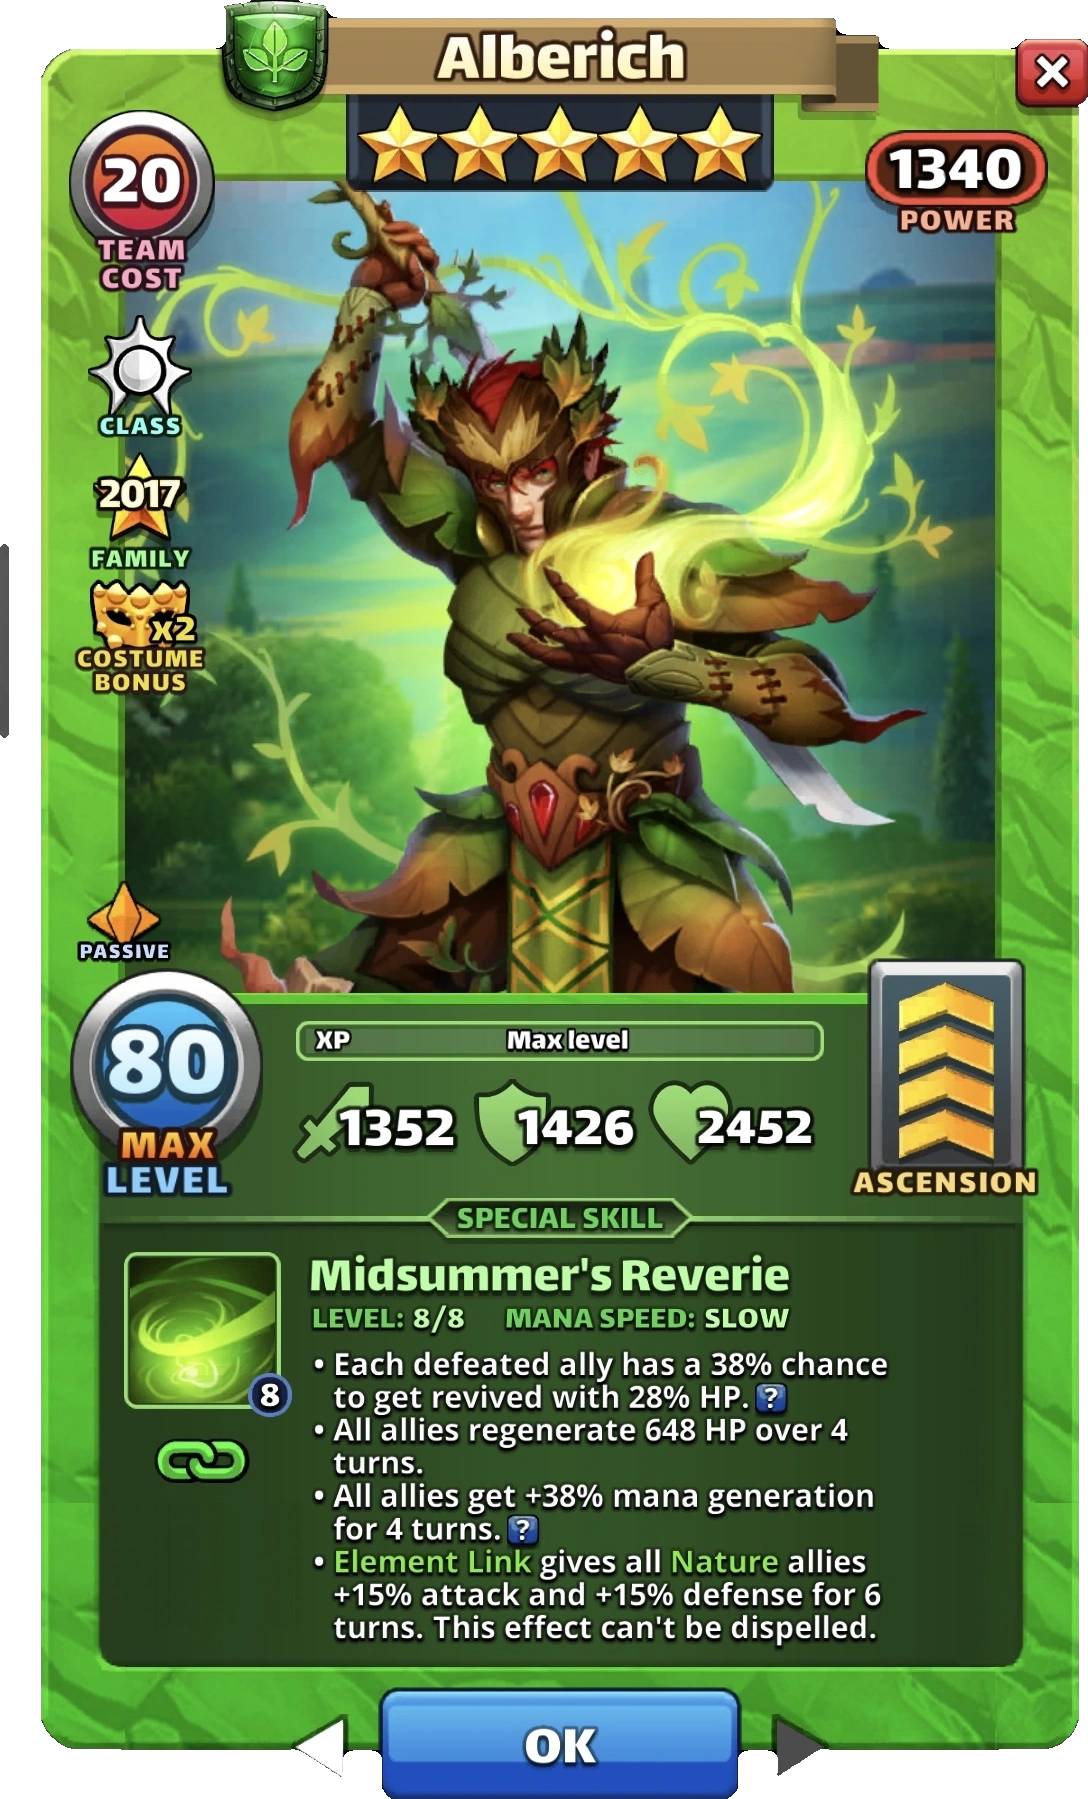 Alberich
20
TEAM
COST
1340
POWER
CLASS
2017
FAMILY
x2
COSTUME
BONUS
PASSIVE
80
MAX
LEVEL
XP Max level
1352 1426 2452
ASCENSION
SPECIAL SKILL
Midsummer's Reverie
LEVEL: 8/8 MANA SPEED: SLOW
8
• Each defeated ally has a 38% chance
to get revived with 28% HP. ?
• All allies regenerate 648 HP over 4
turns.
• All allies get +38% mana generation
for 4 turns. ?
• Element Link gives all Nature allies
+15% attack and +15% defense for 6
turns. This effect can't be dispelled.
OK